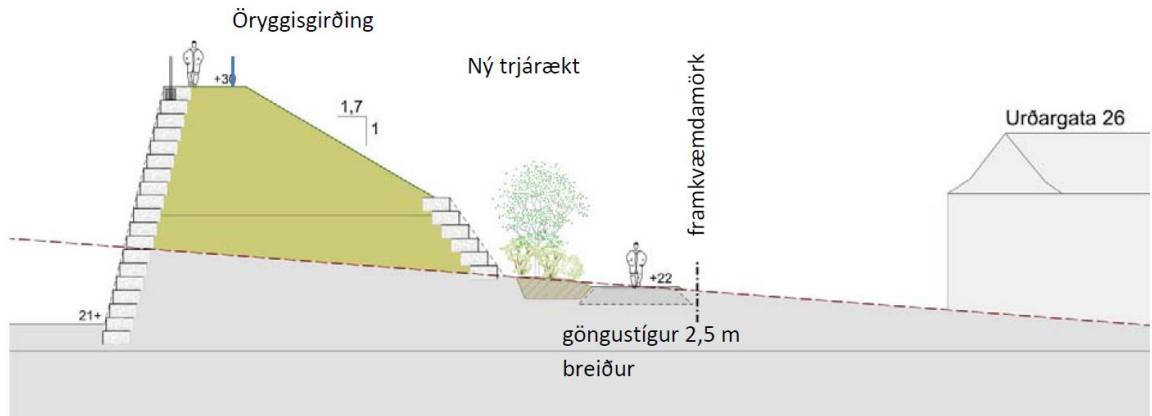 Öryggisgirðing
Ný trjárækt
framkvæmdamörk
Urðargata 26
+30
1,7
1
+22
21+
göngustígur 2,5 m
breiður